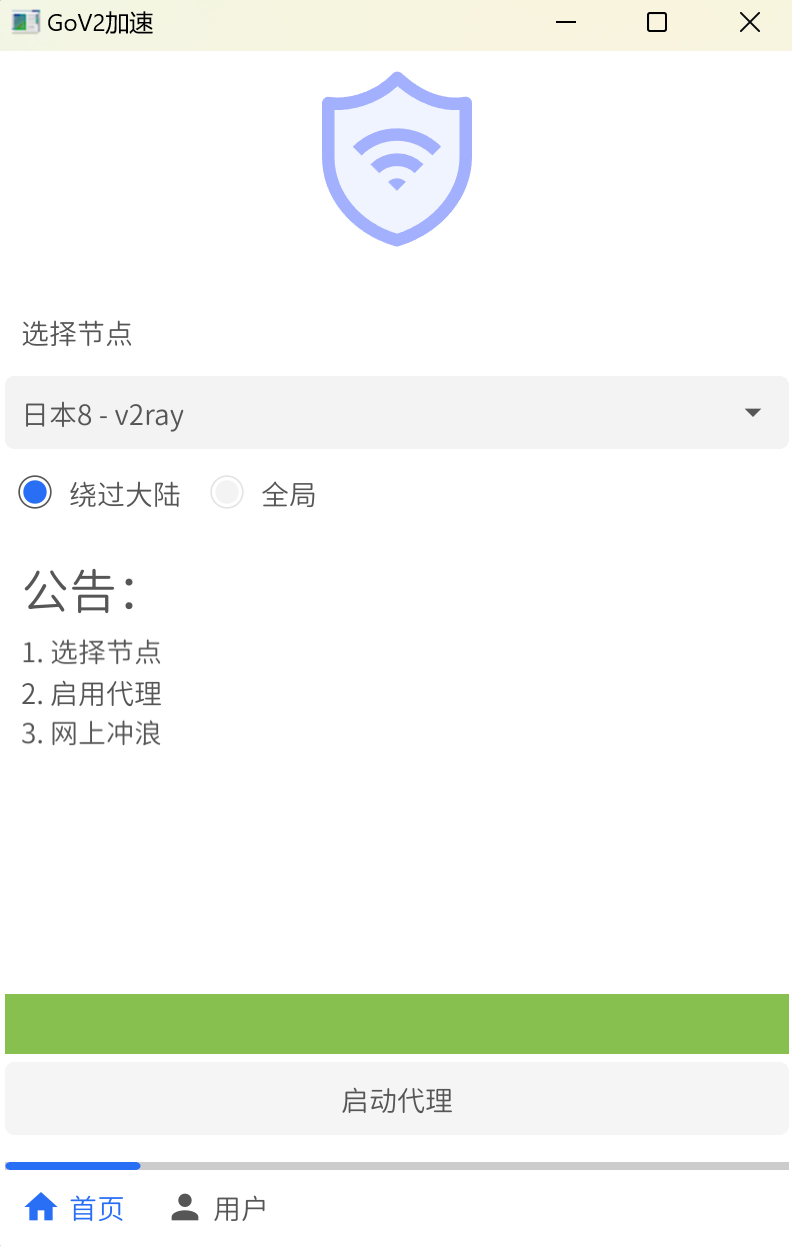 GoV2加速
选择节点
日本8 - v2ray
绕过大陆 全局
公告：
1. 选择节点
2. 启用代理
3. 网上冲浪
启动代理
首页 用户